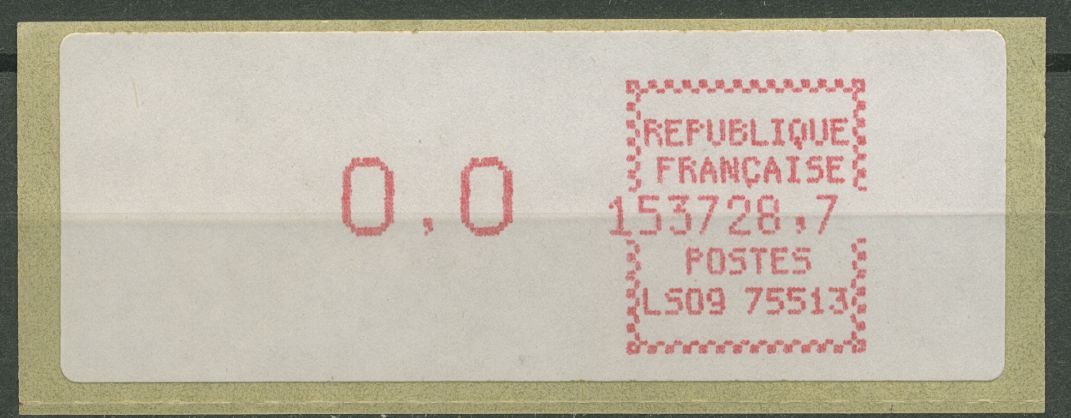 0,0
REPUBLIQUE
FRANÇAISE
153728,7
POSTES
LS09 75513